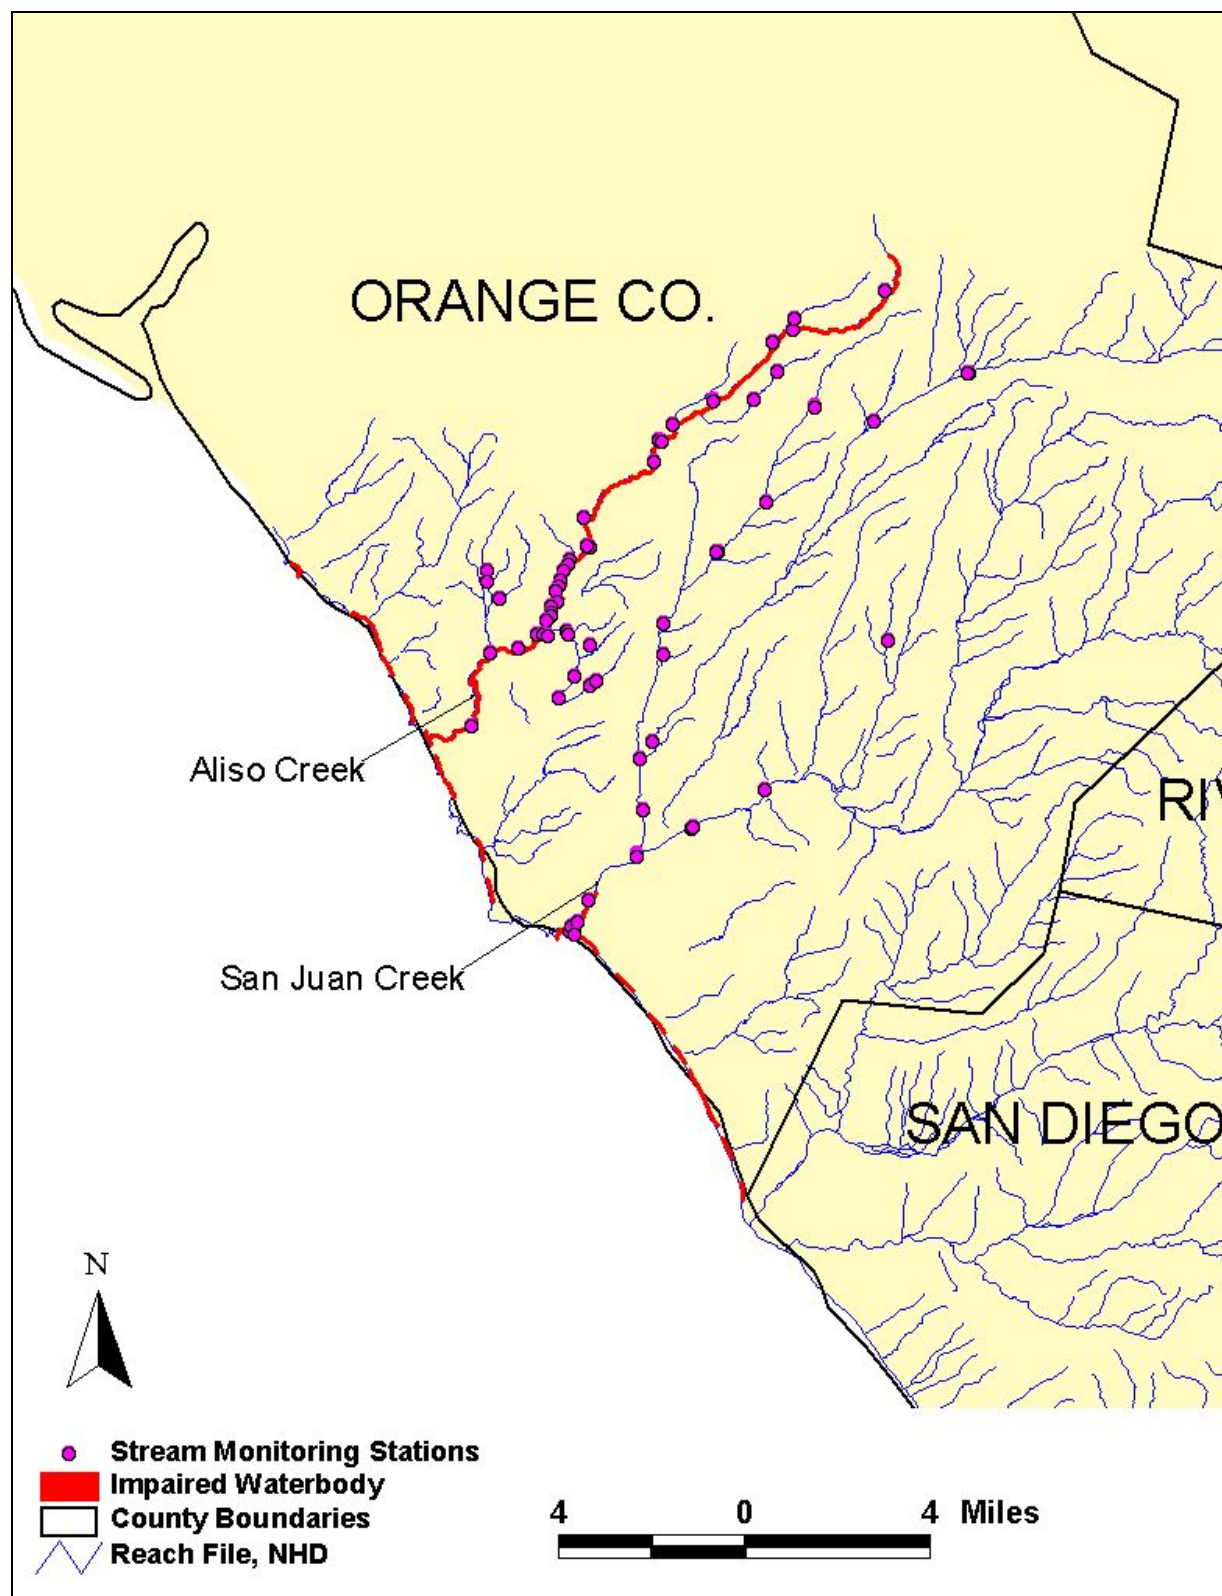 ORANGE CO.
Aliso Creek
RIV
San Juan Creek
SAN DIEGO
N
Stream Monitoring Stations
Impaired Waterbody
County Boundaries
Reach File, NHD
4 0 4 Miles